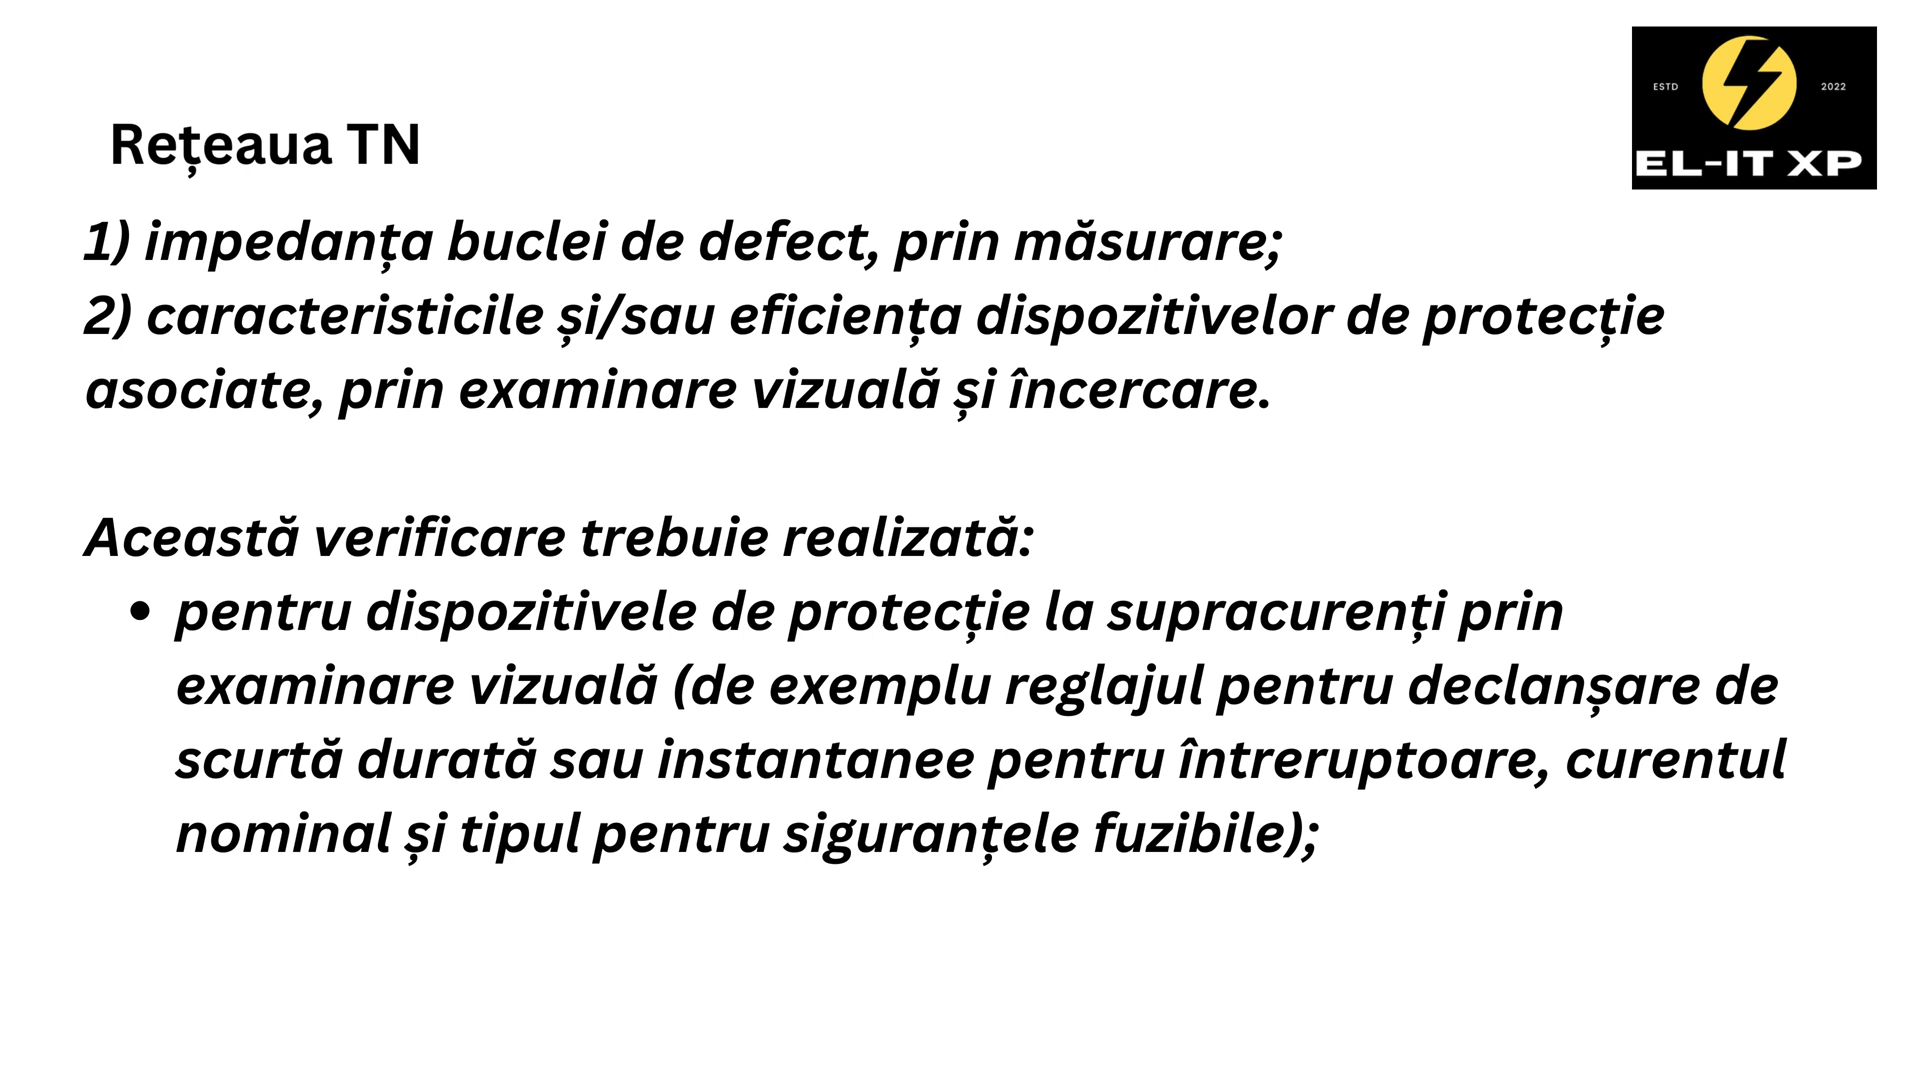 ESTD
2022
EL-IT XP
Rețeaua TN
1) impedanța buclei de defect, prin măsurare;
2) caracteristicile și/sau eficiența dispozitivelor de protecție
asociate, prin examinare vizuală și încercare.
Această verificare trebuie realizată:
• pentru dispozitivele de protecție la supracurenți prin
examinare vizuală (de exemplu reglajul pentru declanșare de
scurtă durată sau instantanee pentru întreruptoare, curentul
nominal și tipul pentru siguranțele fuzibile);